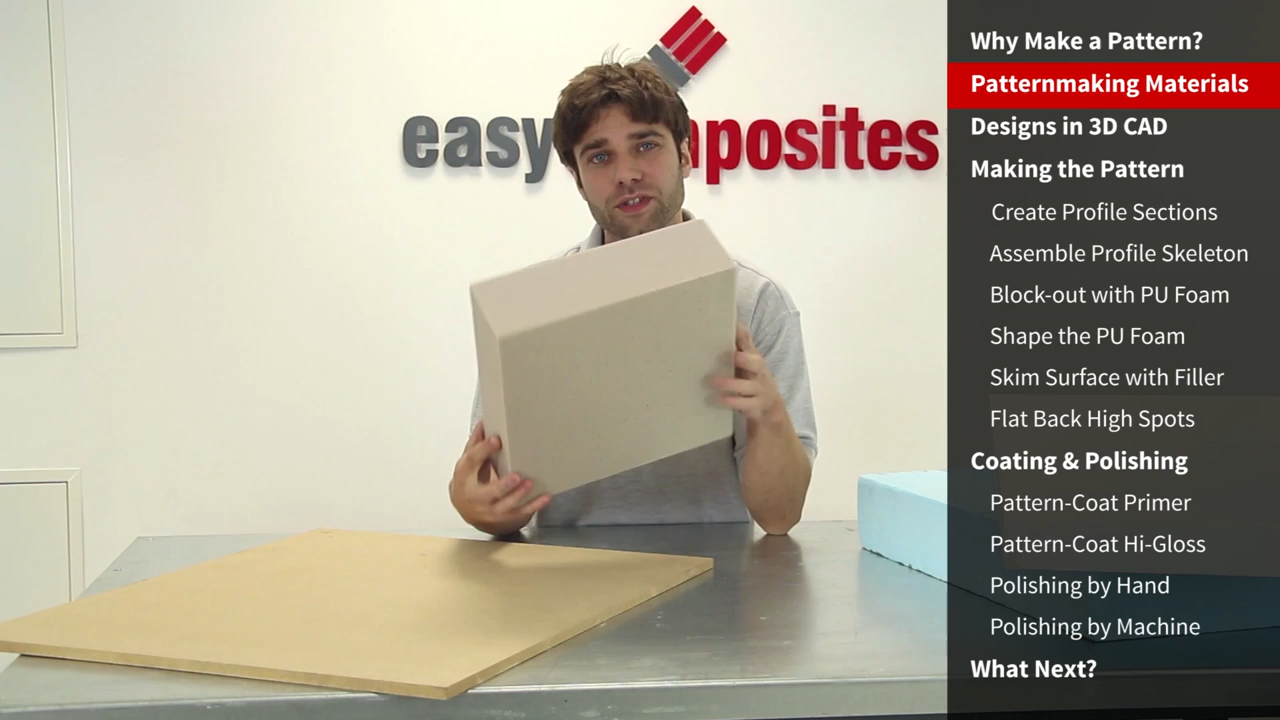 easy posites
Why Make a Pattern?
Patternmaking Materials
Designs in 3D CAD
Making the Pattern
Create Profile Sections
Assemble Profile Skeleton
Block-out with PU Foam
Shape the PU Foam
Skim Surface with Filler
Flat Back High Spots
Coating & Polishing
Pattern-Coat Primer
Pattern-Coat Hi-Gloss
Polishing by Hand
Polishing by Machine
What Next?